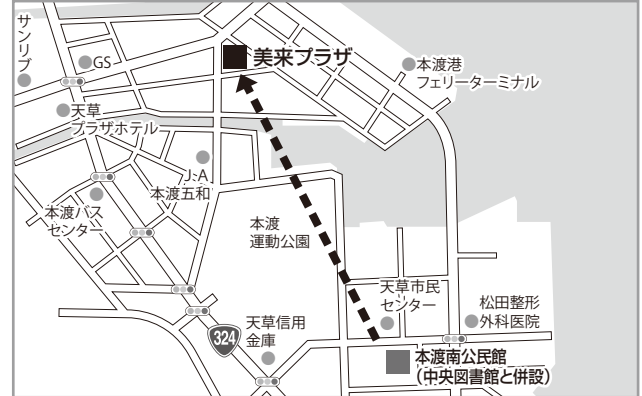 サンリブ
GS
美来プラザ
本渡港
フェリーターミナル
天草
プラザホテル
J-A
本渡五和
本渡バス
センター
本渡
運動公園
天草市民
センター
松田整形
外科医院
324
天草信用
金庫
本渡南公民館
（中央図書館と併設）